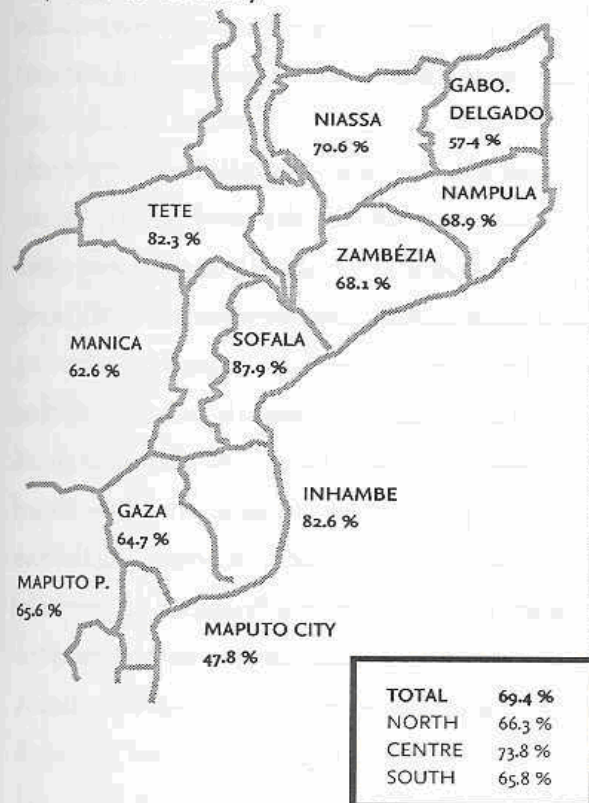 GABO.
DELGADO
57.4 %
NIASSA
70.6 %
NAMPULA
68.9 %
TETE
82.3 %
ZAMBÉZIA
68.1 %
MANICA
62.6 %
SOFALA
87.9 %
INHAMBE
82.6 %
GAZA
64.7 %
MAPUTO P.
65.6 %
MAPUTO CITY
47.8 %
TOTAL 69.4 %
NORTH 66.3 %
CENTRE 73.8 %
SOUTH 65.8 %